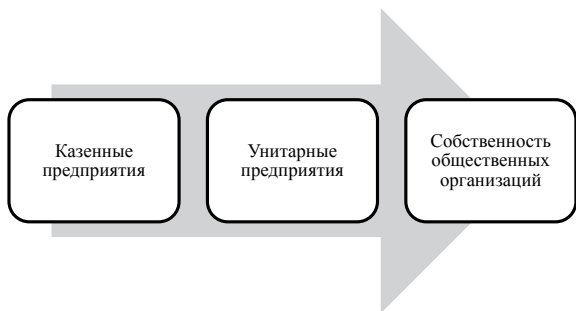 Казенные
предприятия
Унитарные
предприятия
Собственность
общественных
организаций